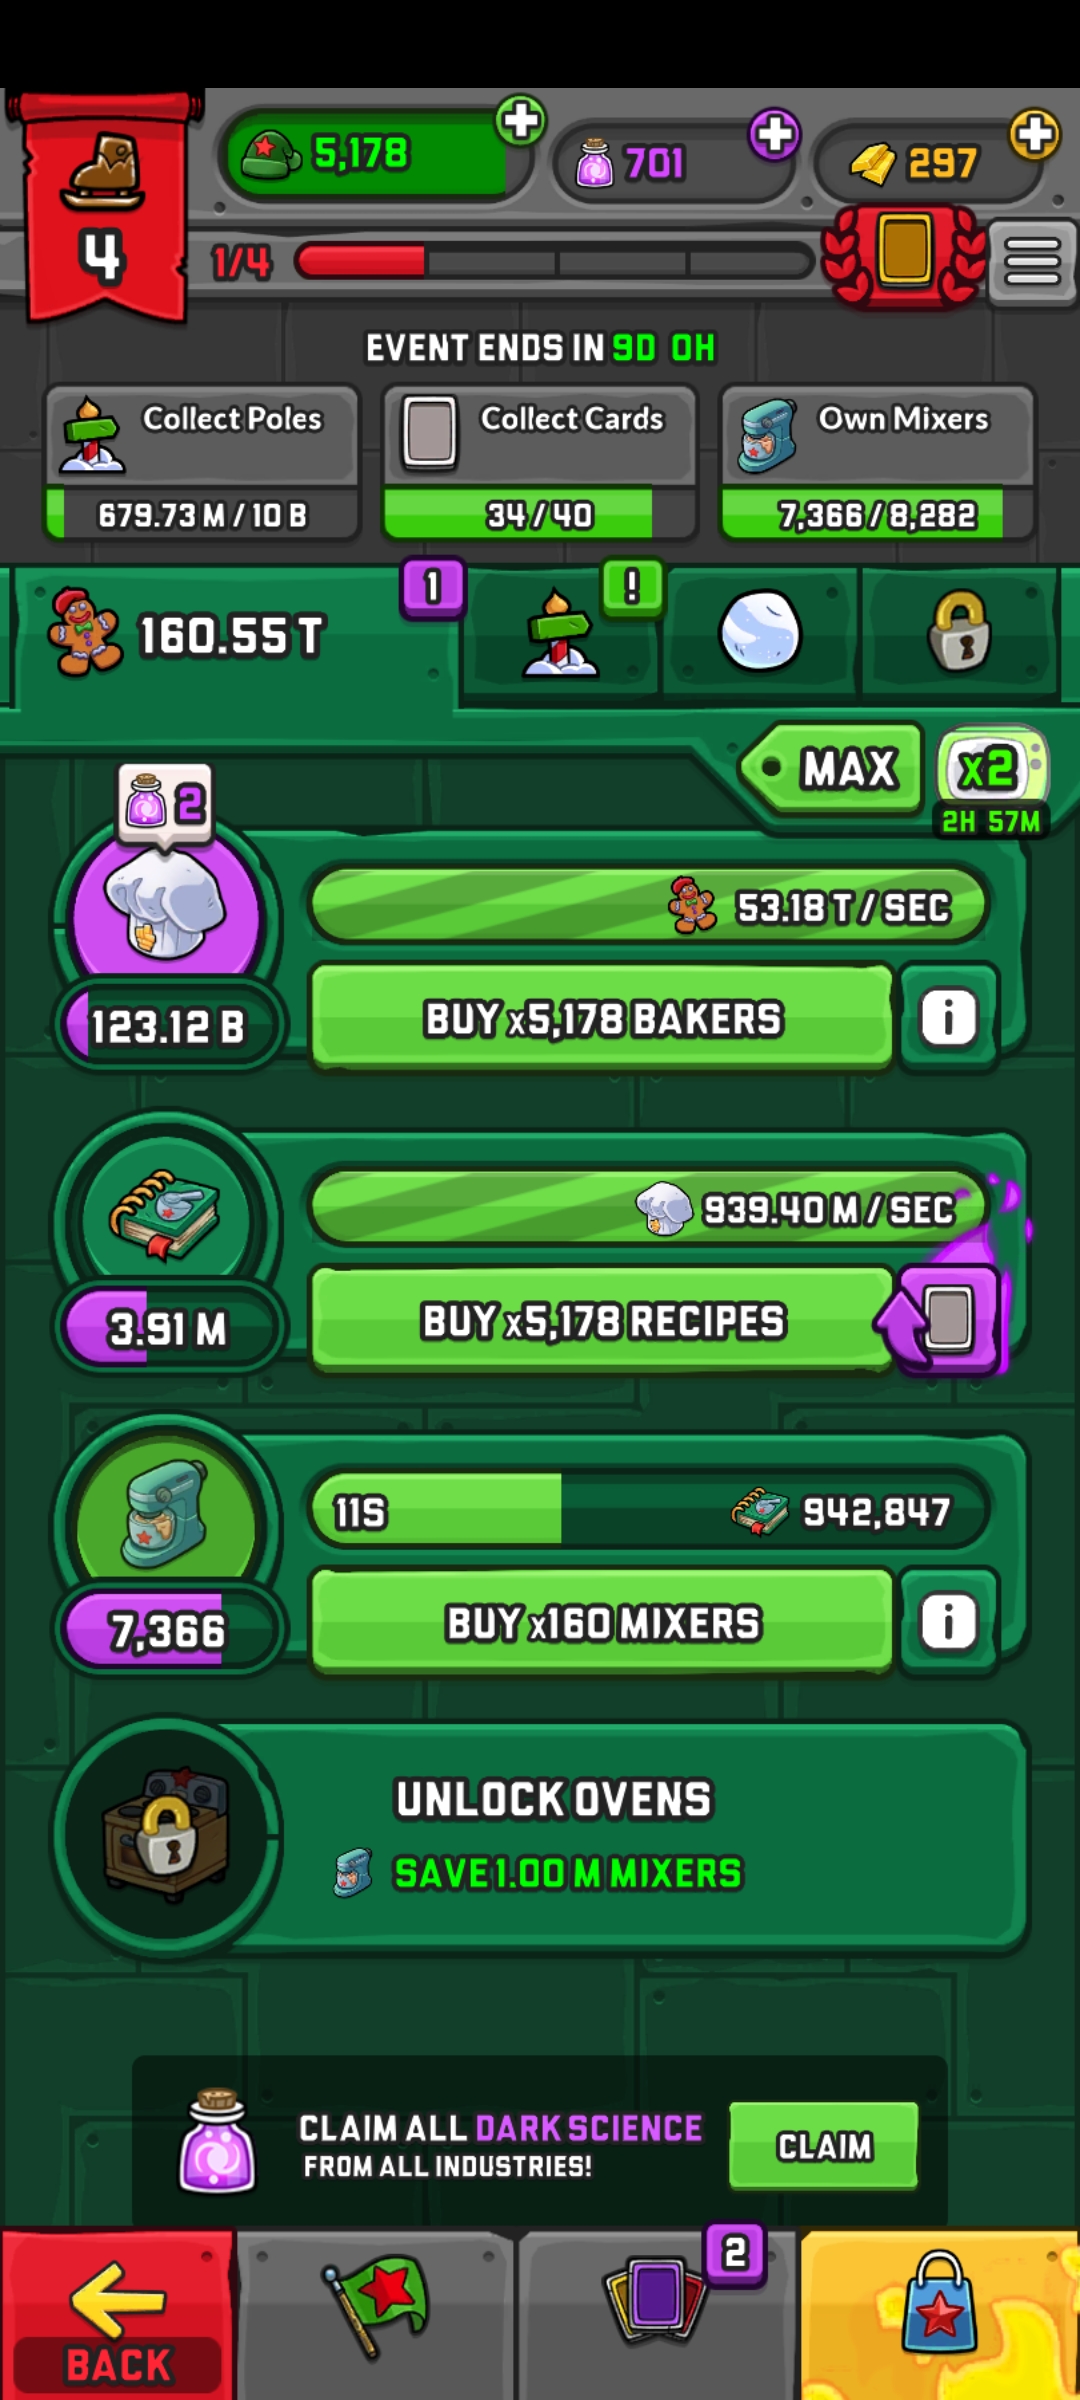 5,178
701
297
4
1/4
EVENT ENDS IN 9D 0H
Collect Poles
679.73 M / 10 B
Collect Cards
34 / 40
Own Mixers
7,366 / 8,282
160.55 T
1
!
MAX
x2
2H 57M
2
53.18 T / SEC
123.12 B
BUY x5,178 BAKERS
i
939.40 M / SEC
3.91 M
BUY x5,178 RECIPES
11S
942,847
7,366
BUY x160 MIXERS
i
UNLOCK OVENS
SAVE 1.00 M MIXERS
CLAIM ALL DARK SCIENCE
FROM ALL INDUSTRIES!
CLAIM
2
BACK